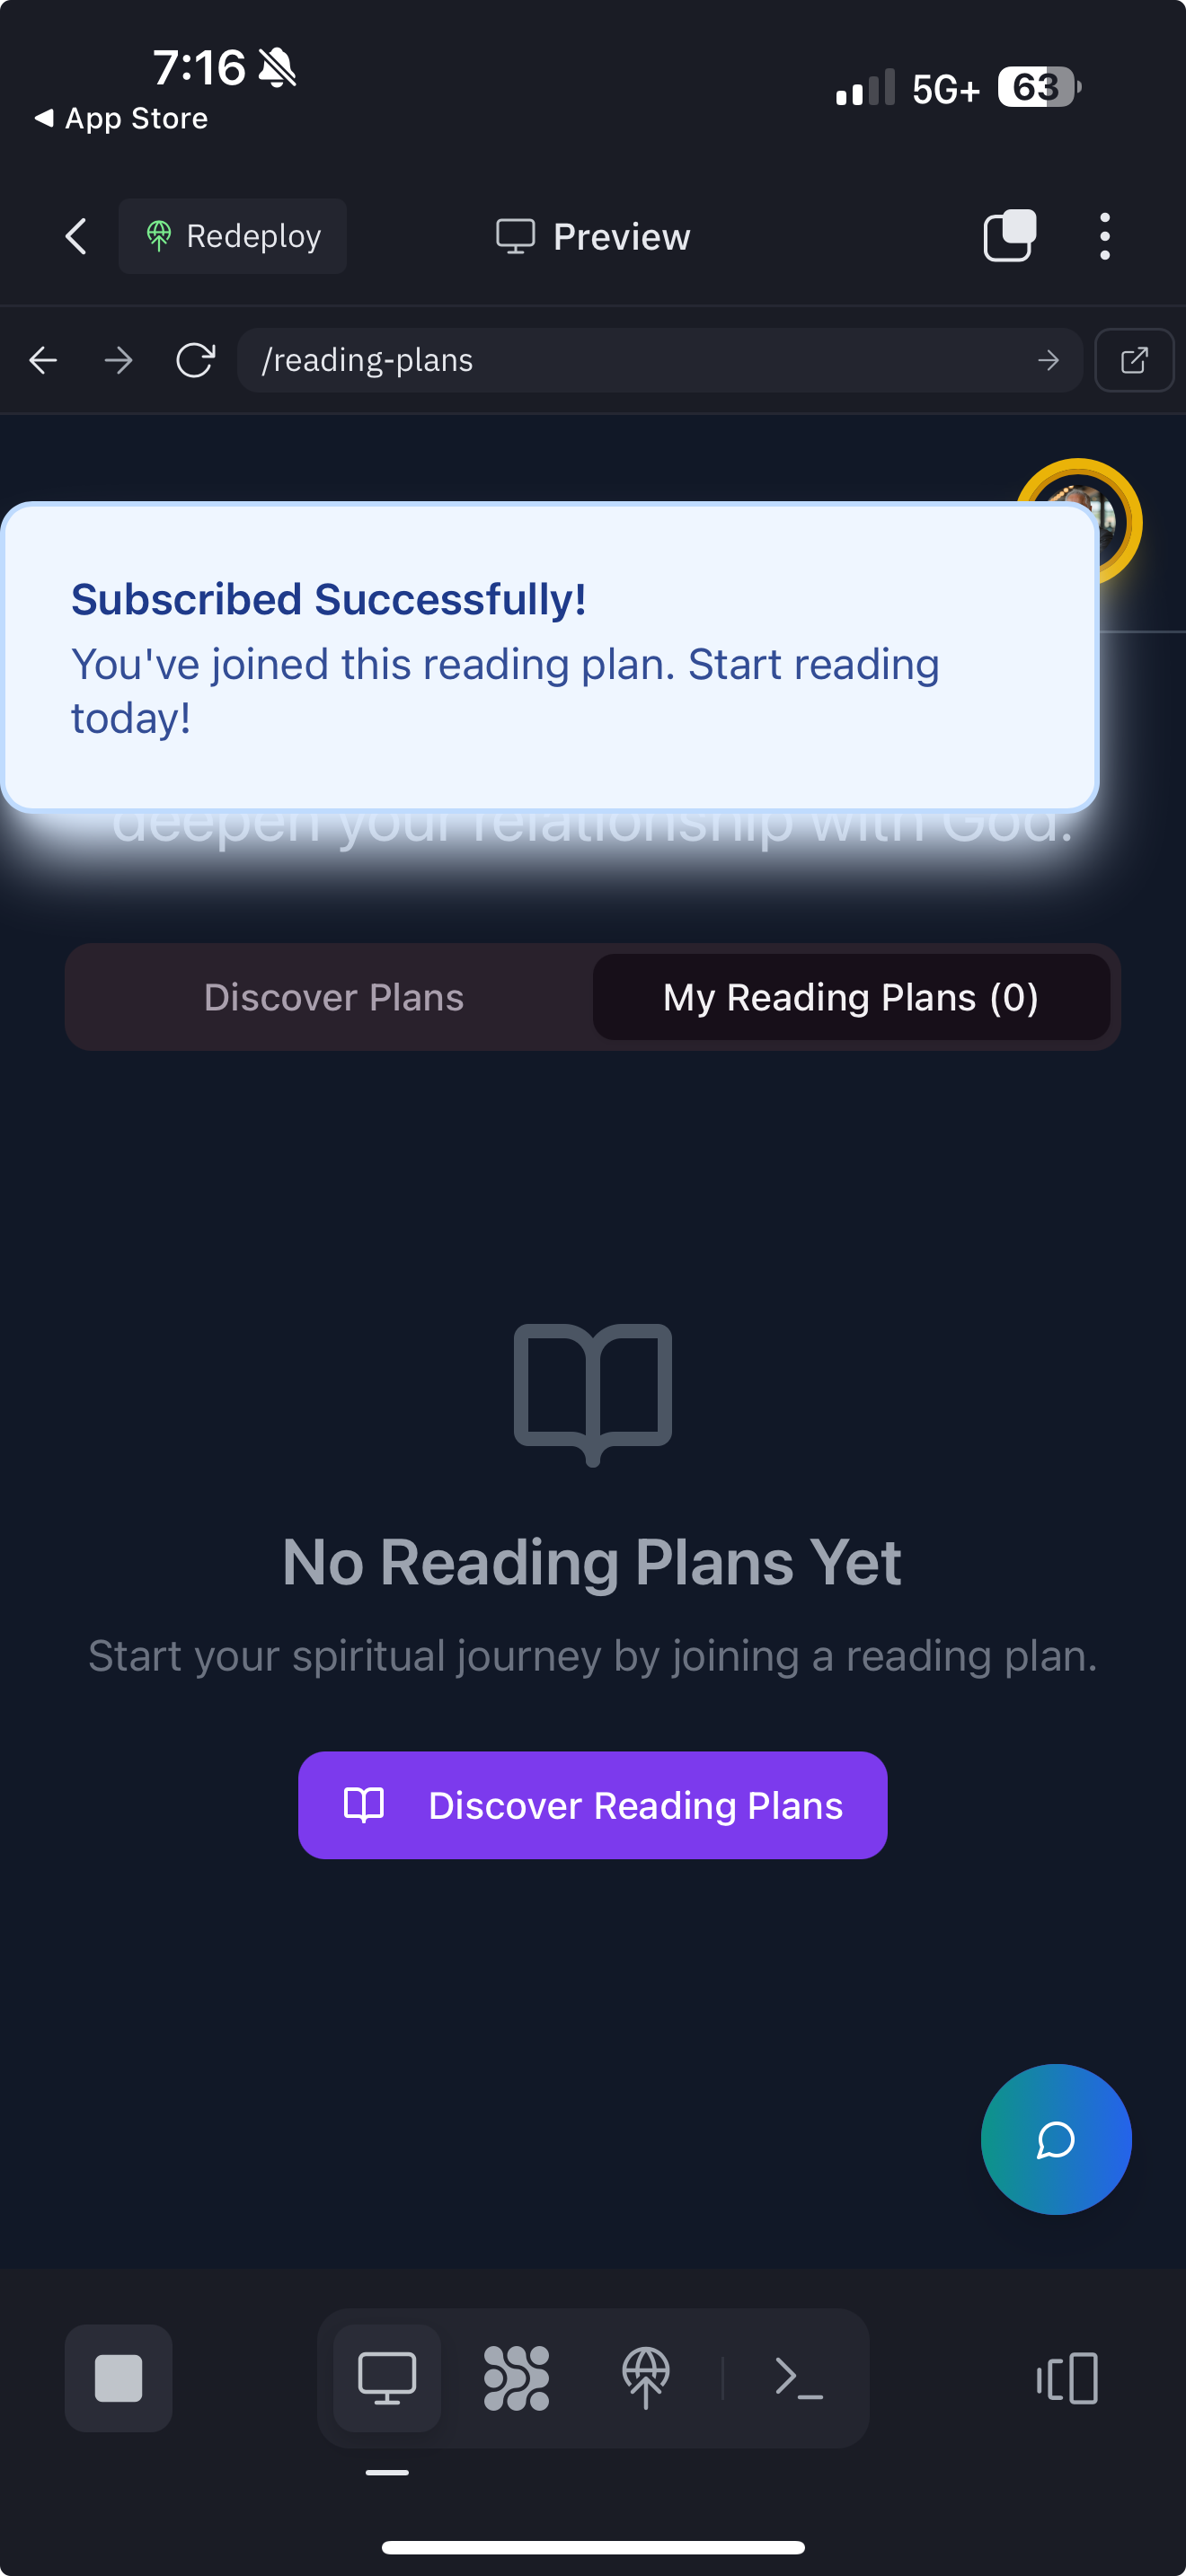 7:16
5G+
63
App Store
Redeploy
Preview
/reading-plans
Subscribed Successfully!
You've joined this reading plan. Start reading
today!
deepen your relationship with God.
Discover Plans
My Reading Plans (0)
No Reading Plans Yet
Start your spiritual journey by joining a reading plan.
Discover Reading Plans